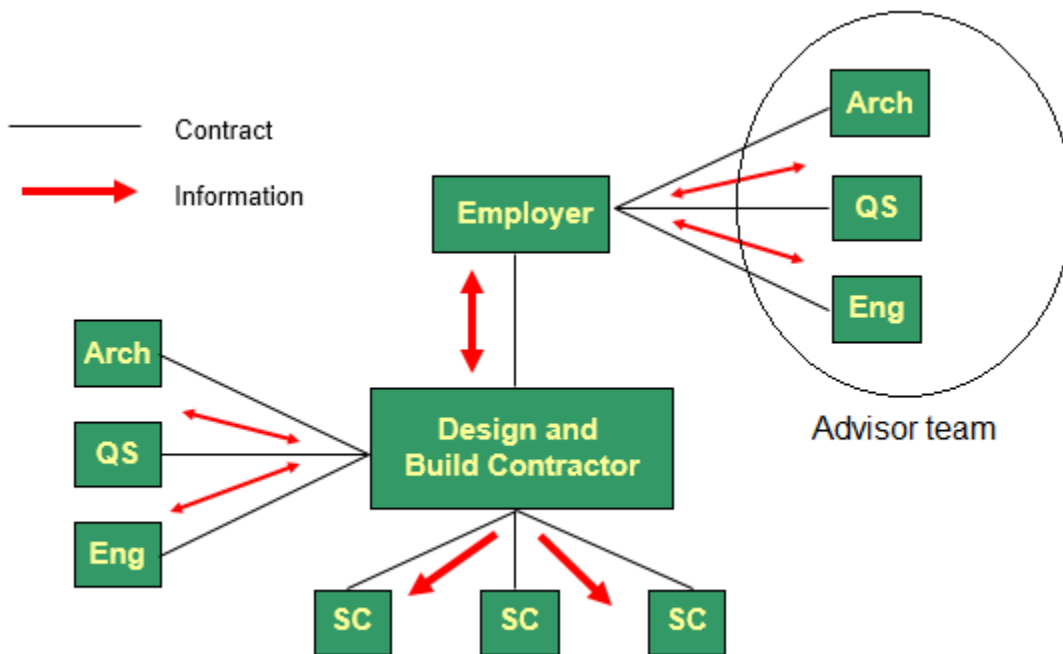 Contract
Information
Employer
Arch
QS
Eng
Advisor team
Arch
QS
Eng
Design and
Build Contractor
SC
SC
SC